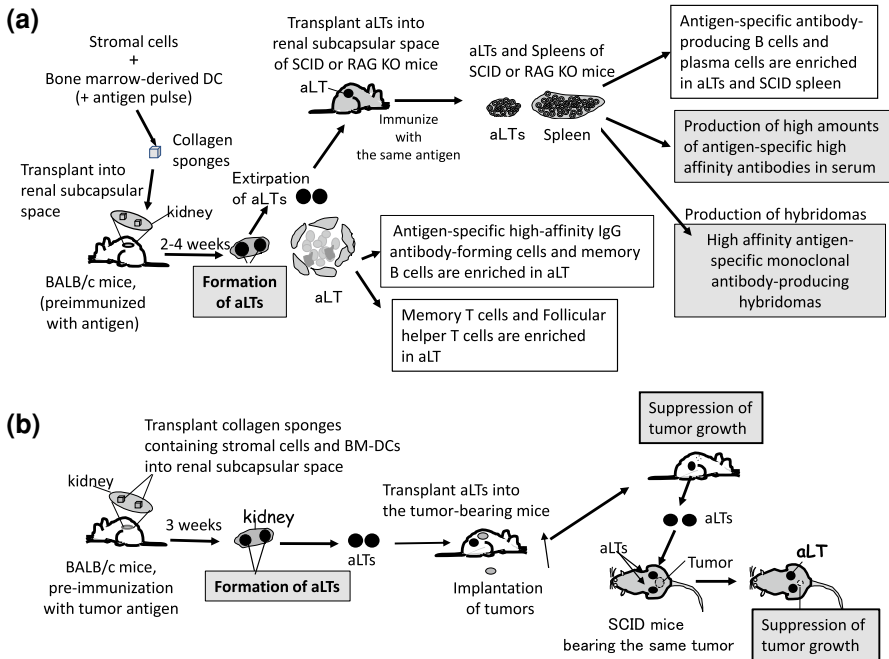 (a)
Stromal cells
+
Bone marrow-derived DC
(+ antigen pulse)
Collagen
sponges
Transplant into
renal subcapsular
space
kidney
BALB/c mice,
(preimmunized
with antigen)
2-4 weeks
Formation
of aLTs
Extirpation
of aLTs
Transplant aLTs into
renal subcapsular space
of SCID or RAG KO mice
aLT
Immunize
with
the same antigen
aLTs and Spleens of
SCID or RAG KO mice
aLTs
Spleen
Antigen-specific antibody-
producing B cells and
plasma cells are enriched
in aLTs and SCID spleen
Production of high amounts
of antigen-specific high
affinity antibodies in serum
Production of hybridomas
High affinity antigen-
specific monoclonal
antibody-producing
hybridomas
aLT
Antigen-specific high-affinity IgG
antibody-forming cells and memory
B cells are enriched in aLT
Memory T cells and Follicular
helper T cells are enriched
in aLT
(b)
Transplant collagen sponges
containing stromal cells and BM-DCs
into renal subcapsular space
kidney
BALB/c mice,
pre-immunization
with tumor antigen
3 weeks
kidney
Formation of aLTs
aLTs
Transplant aLTs into
the tumor-bearing mice
Implantation
of tumors
Suppression of
tumor growth
aLTs
aLTs
Tumor
SCID mice
bearing the same tumor
aLT
Suppression of
tumor growth